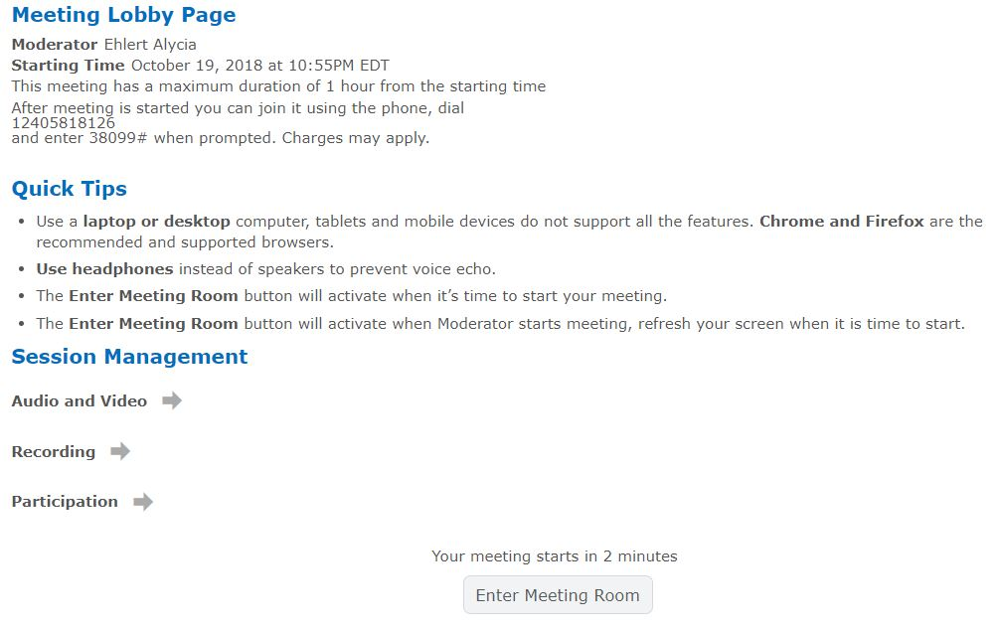 Meeting Lobby Page
Moderator Ehlert Alycia
Starting Time October 19, 2018 at 10:55PM EDT
This meeting has a maximum duration of 1 hour from the starting time
After meeting is started you can join it using the phone, dial
12405818126
and enter 38099# when prompted. Charges may apply.
Quick Tips
• Use a laptop or desktop computer, tablets and mobile devices do not support all the features. Chrome and Firefox are the
recommended and supported browsers.
• Use headphones instead of speakers to prevent voice echo.
• The Enter Meeting Room button will activate when it’s time to start your meeting.
• The Enter Meeting Room button will activate when Moderator starts meeting, refresh your screen when it is time to start.
Session Management
Audio and Video
Recording
Participation
Your meeting starts in 2 minutes
Enter Meeting Room